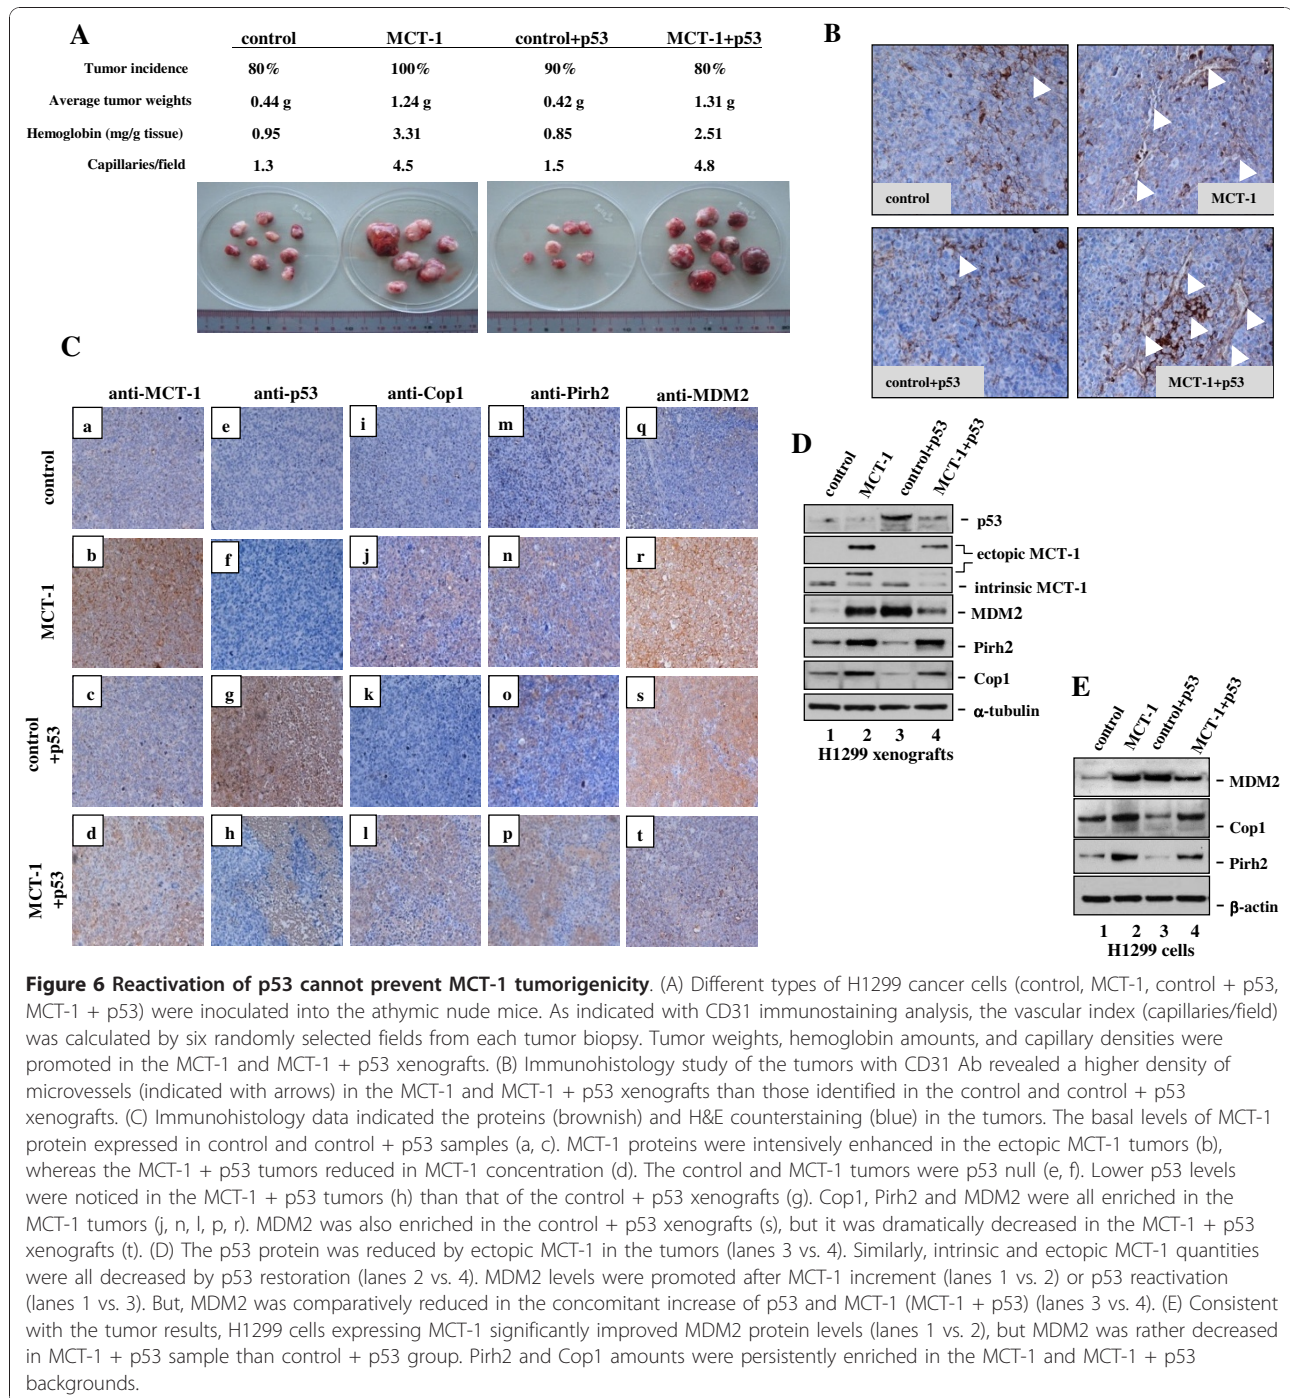 A
control MCT-1 control+p53 MCT-1+p53
Tumor incidence 80% 100% 90% 80%
Average tumor weights 0.44 g 1.24 g 0.42 g 1.31 g
Hemoglobin (mg/g tissue) 0.95 3.31 0.85 2.51
Capillaries/field 1.3 4.5 1.5 4.8
B
control MCT-1
control+p53 MCT-1+p53
C
anti-MCT-1 anti-p53 anti-Cop1 anti-Pirh2 anti-MDM2
control a e i m q
MCT-1 b f j n r
control
+p53
c g k o s
MCT-1
+p53
d h l p t
D
control MCT-1 control+p53 MCT-1+p53
p53
ectopic MCT-1
intrinsic MCT-1
MDM2
Pirh2
Cop1
α-tubulin
1 2 3 4
H1299 xenografts
E
control MCT-1 control+p53 MCT-1+p53
MDM2
Cop1
Pirh2
β-actin
1 2 3 4
H1299 cells
Figure 6 Reactivation of p53 cannot prevent MCT-1 tumorigenicity. (A) Different types of H1299 cancer cells (control, MCT-1, control + p53,
MCT-1 + p53) were inoculated into the athymic nude mice. As indicated with CD31 immunostaining analysis, the vascular index (capillaries/field)
was calculated by six randomly selected fields from each tumor biopsy. Tumor weights, hemoglobin amounts, and capillary densities were
promoted in the MCT-1 and MCT-1 + p53 xenografts. (B) Immunohistology study of the tumors with CD31 Ab revealed a higher density of
microvessels (indicated with arrows) in the MCT-1 and MCT-1 + p53 xenografts than those identified in the control and control + p53
xenografts. (C) Immunohistology data indicated the proteins (brownish) and H&E counterstaining (blue) in the tumors. The basal levels of MCT-1
protein expressed in control and control + p53 samples (a, c). MCT-1 proteins were intensively enhanced in the ectopic MCT-1 tumors (b),
whereas the MCT-1 + p53 tumors reduced in MCT-1 concentration (d). The control and MCT-1 tumors were p53 null (e, f). Lower p53 levels
were noticed in the MCT-1 + p53 tumors (h) than that of the control + p53 xenografts (g). Cop1, Pirh2 and MDM2 were all enriched in the
MCT-1 tumors (j, n, l, p, r). MDM2 was also enriched in the control + p53 xenografts (s), but it was dramatically decreased in the MCT-1 + p53
xenografts (t). (D) The p53 protein was reduced by ectopic MCT-1 in the tumors (lanes 3 vs. 4). Similarly, intrinsic and ectopic MCT-1 quantities
were all decreased by p53 restoration (lanes 2 vs. 4). MDM2 levels were promoted after MCT-1 increment (lanes 1 vs. 2) or p53 reactivation
(lanes 1 vs. 3). But, MDM2 was comparatively reduced in the concomitant increase of p53 and MCT-1 (MCT-1 + p53) (lanes 3 vs. 4). (E) Consistent
with the tumor results, H1299 cells expressing MCT-1 significantly improved MDM2 protein levels (lanes 1 vs. 2), but MDM2 was rather decreased
in MCT-1 + p53 sample than control + p53 group. Pirh2 and Cop1 amounts were persistently enriched in the MCT-1 and MCT-1 + p53
backgrounds.